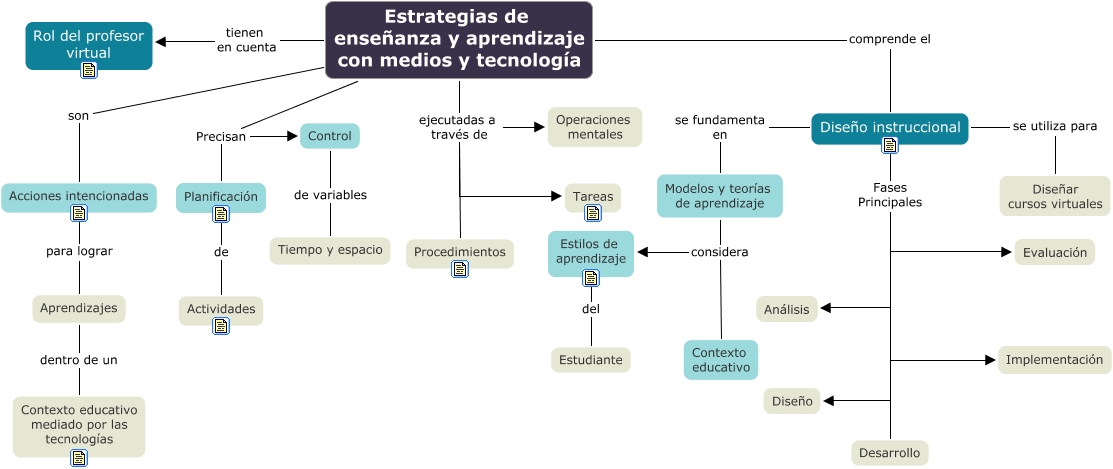 Estrategias de
enseñanza y aprendizaje
con medios y tecnología
tienen
en cuenta
Rol del profesor
virtual
comprende el
son
Precisan
Control
ejecutadas a
través de
Operaciones
mentales
se fundamenta
en
Diseño instruccional
se utiliza para
Acciones intencionadas
Planificación
de variables
Tareas
Modelos y teorías
de aprendizaje
Fases
Principales
Diseñar
cursos virtuales
para lograr
de
Tiempo y espacio
Procedimientos
Estilos de
aprendizaje
considera
Evaluación
Aprendizajes
Actividades
del
Análisis
dentro de un
Estudiante
Contexto
educativo
Implementación
Contexto educativo
mediado por las
tecnologías
Diseño
Desarrollo